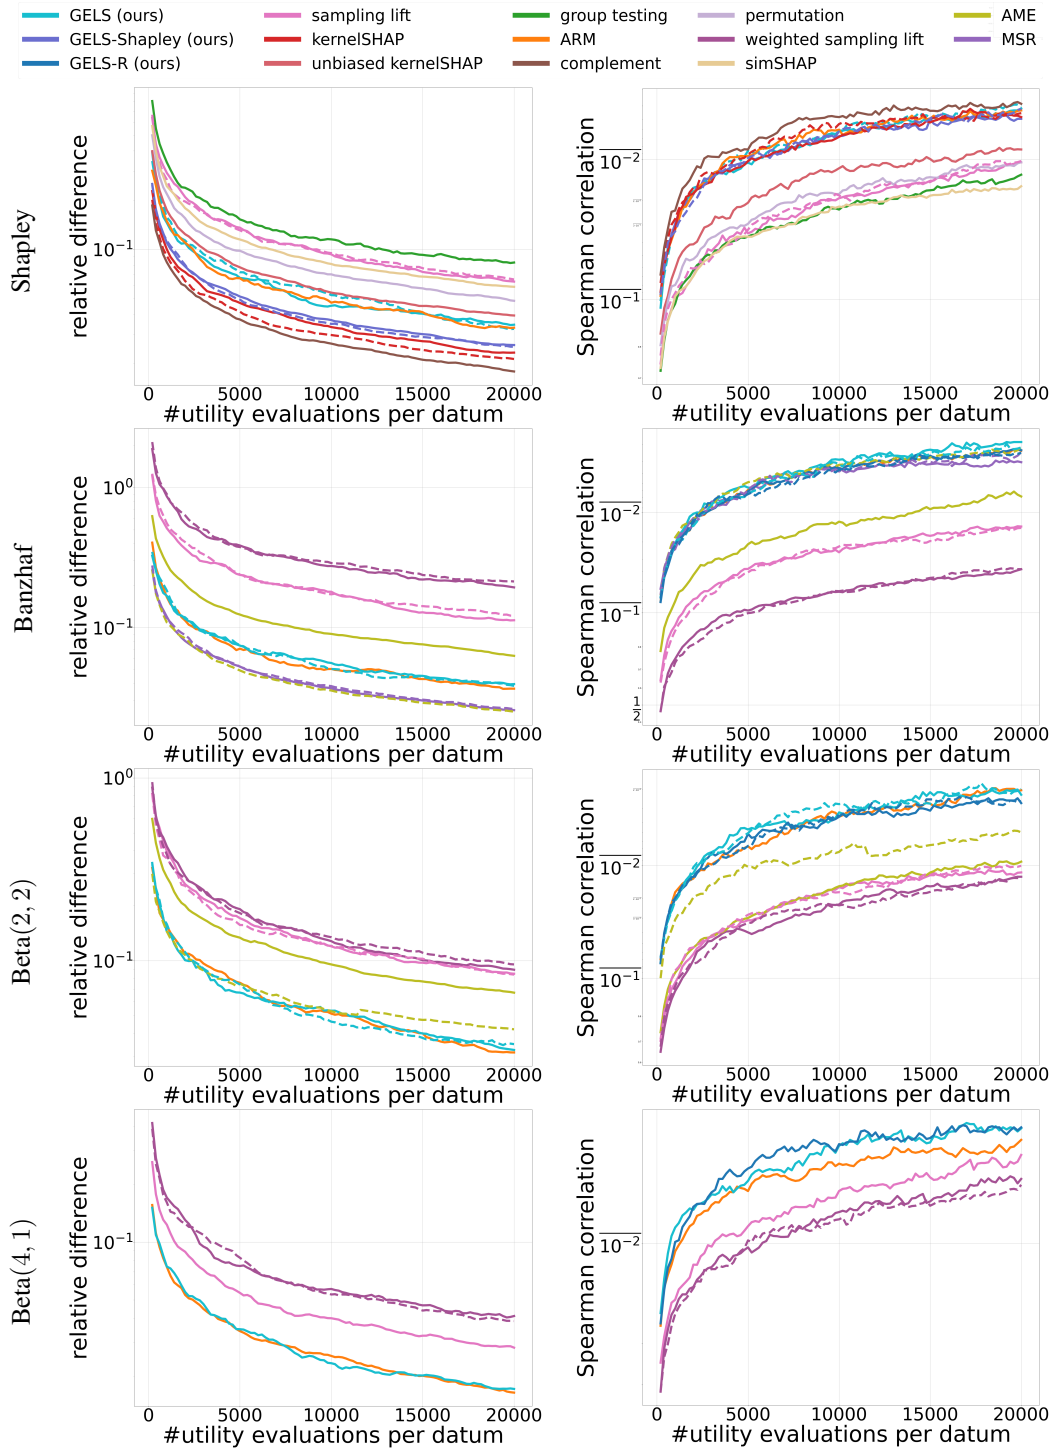 GELS (ours) sampling lift group testing permutation AME
GELS-Shapley (ours) kernelSHAP ARM weighted sampling lift MSR
GELS-R (ours) unbiased kernelSHAP complement simSHAP
Shapley
relative difference
10⁻¹
0 5000 10000 15000 20000
#utility evaluations per datum
Spearman correlation
10⁻²
10⁻¹
0 5000 10000 15000 20000
#utility evaluations per datum
Banzhaf
relative difference
10⁰
10⁻¹
0 5000 10000 15000 20000
#utility evaluations per datum
Spearman correlation
10⁻²
10⁻¹
1/2
0 5000 10000 15000 20000
#utility evaluations per datum
Beta(2, 2)
relative difference
10⁰
10⁻¹
0 5000 10000 15000 20000
#utility evaluations per datum
Spearman correlation
10⁻²
10⁻¹
0 5000 10000 15000 20000
#utility evaluations per datum
Beta(4, 1)
relative difference
10⁻¹
0 5000 10000 15000 20000
#utility evaluations per datum
Spearman correlation
10⁻²
0 5000 10000 15000 20000
#utility evaluations per datum